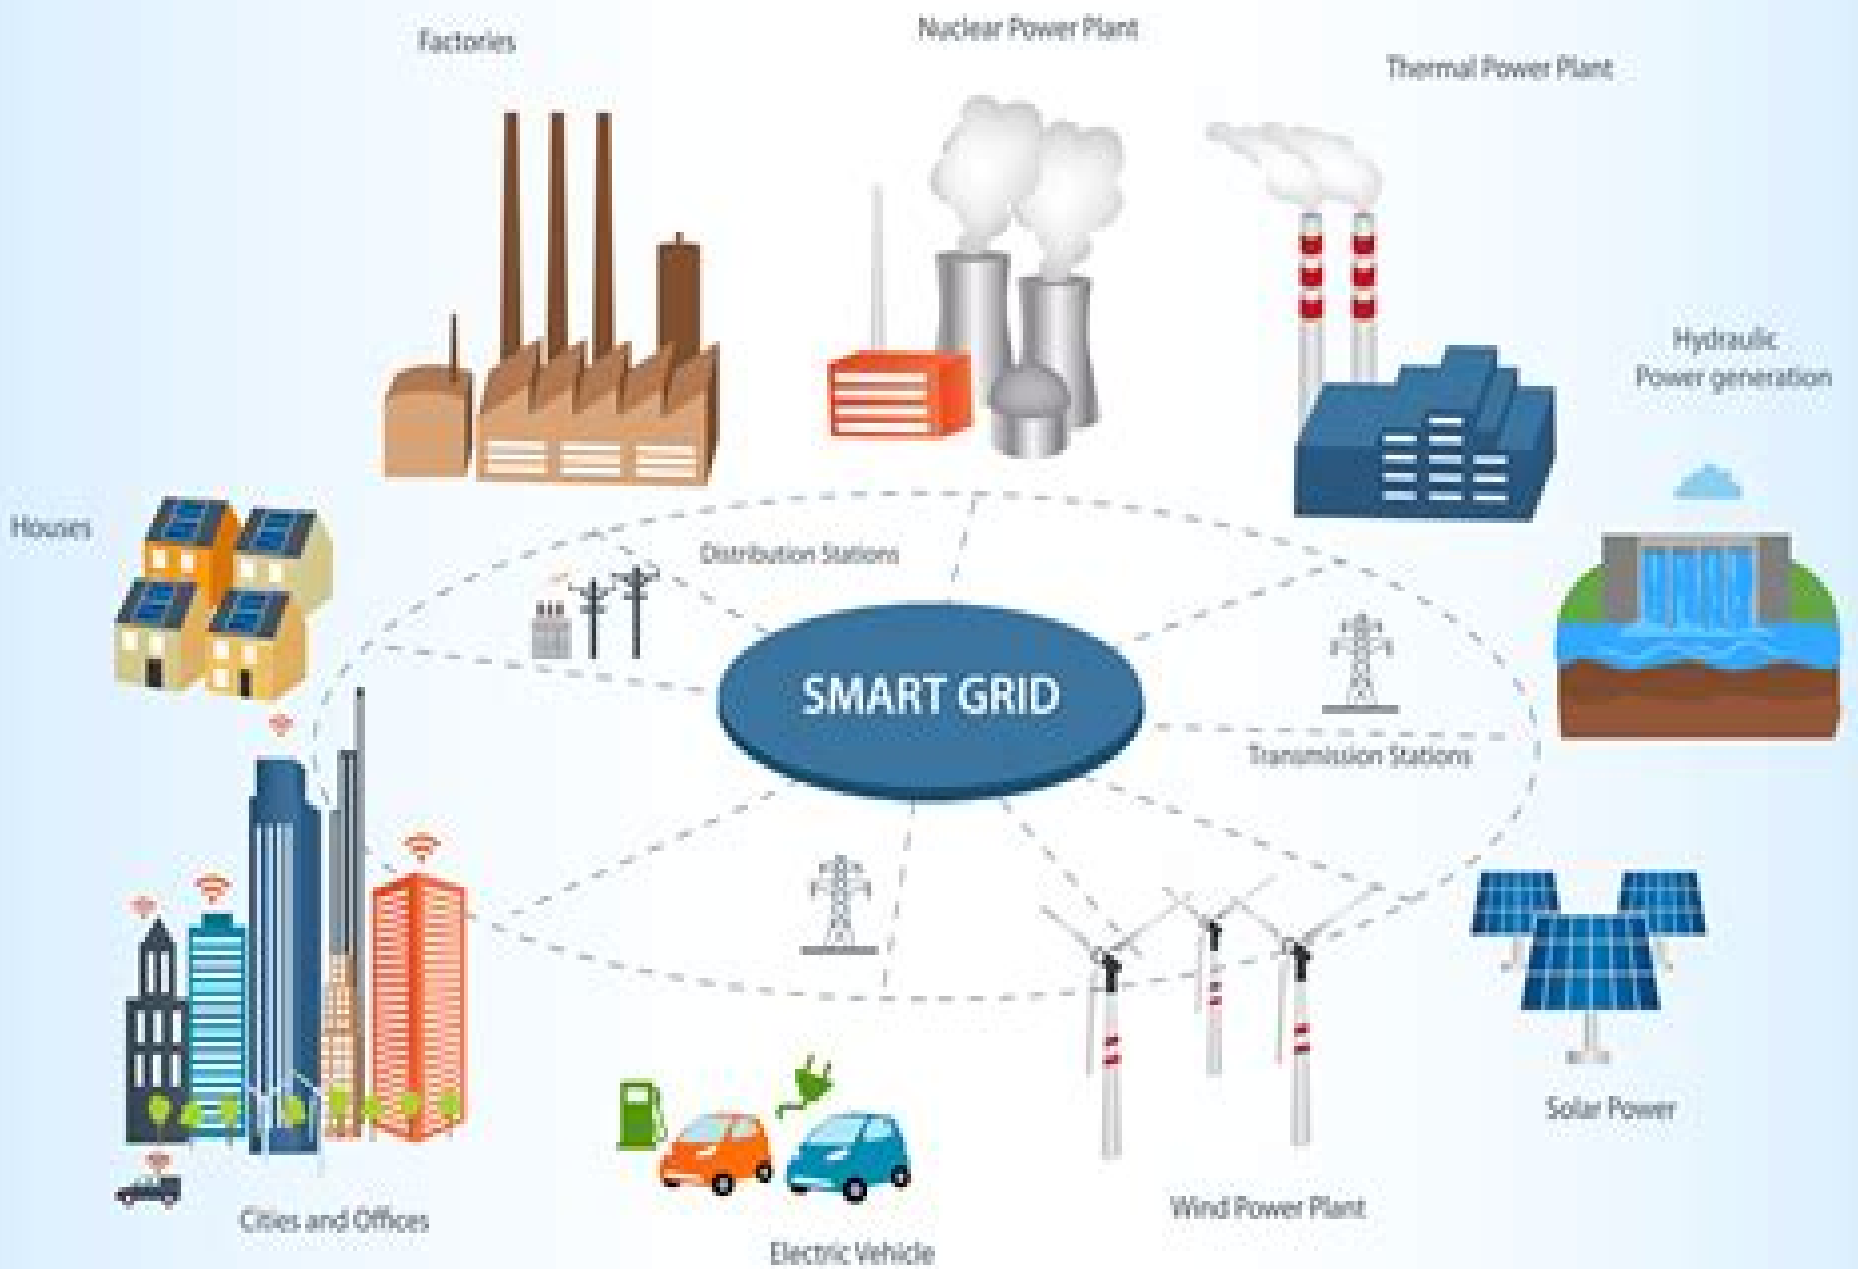 Factories
Nuclear Power Plant
Thermal Power Plant
Hydraulic
Power generation
Houses
Distribution Stations
SMART GRID
Transmission Stations
Solar Power
Wind Power Plant
Cities and Offices
Electric Vehicle